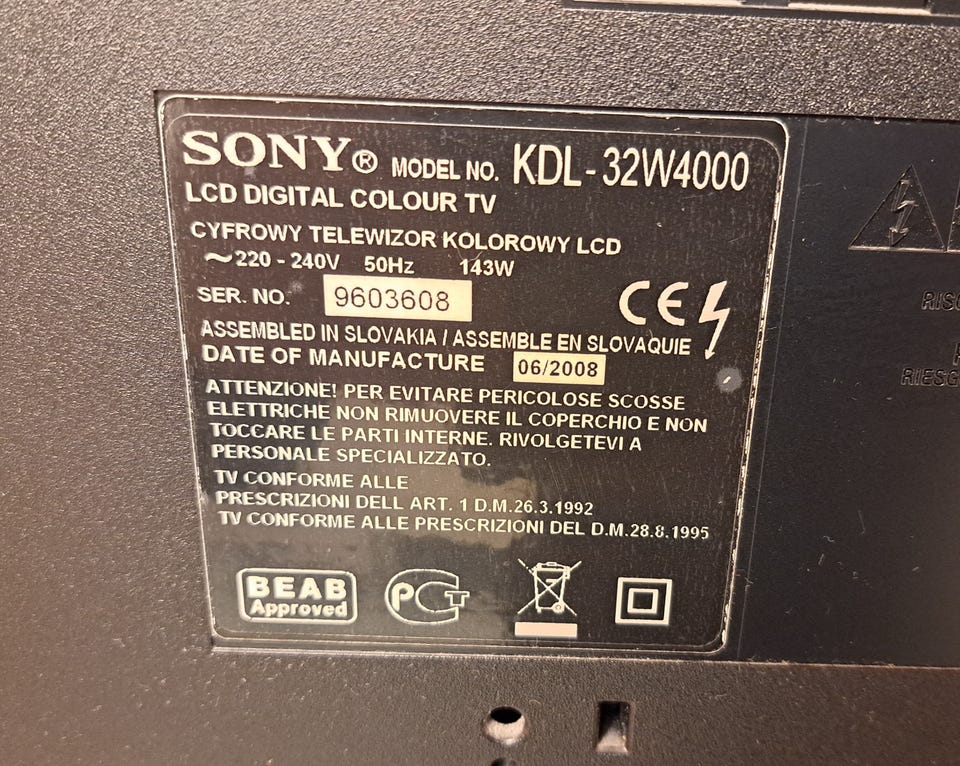 SONY® MODEL NO. KDL-32W4000
LCD DIGITAL COLOUR TV
CYFROWY TELEWIZOR KOLOROWY LCD
~220 - 240V 50Hz 143W
SER. NO. 9603608
CE
ASSEMBLED IN SLOVAKIA / ASSEMBLE EN SLOVAQUIE
DATE OF MANUFACTURE 06/2008
ATTENZIONE! PER EVITARE PERICOLOSE SCOSSE
ELETTRICHE NON RIMUOVERE IL COPERCHIO E NON
TOCCARE LE PARTI INTERNE. RIVOLGETEVI A
PERSONALE SPECIALIZZATO.
TV CONFORME ALLE
PRESCRIZIONI DELL ART. 1 D.M.26.3.1992
TV CONFORME ALLE PRESCRIZIONI DEL D.M.28.8.1995
BEAB
Approved
PCT